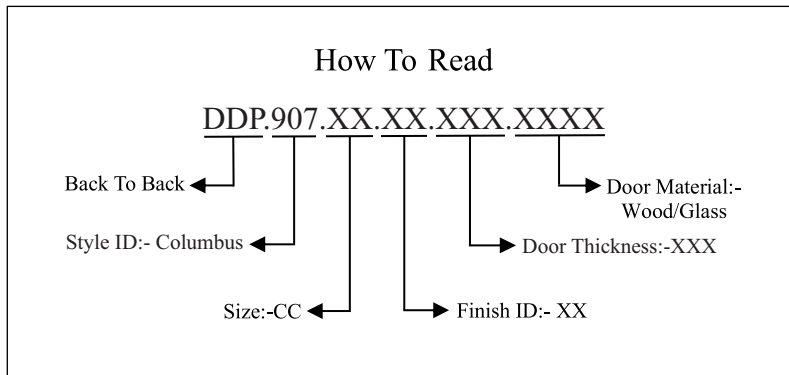 How To Read
DDP.907.XX.XX.XXX.XXXX
Back To Back
Door Material:-
Wood/Glass
Style ID:- Columbus
Door Thickness:-XXX
Size:-CC
Finish ID:- XX